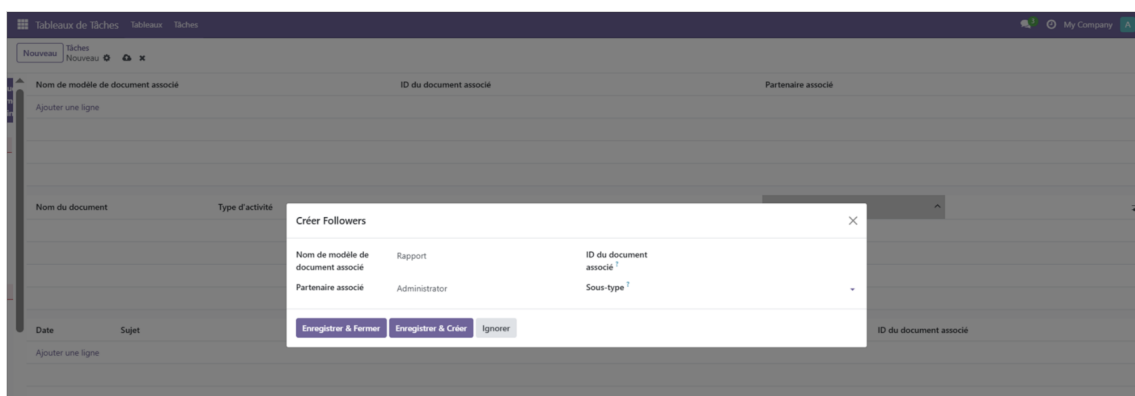 Tableaux de Tâches Tableaux Tâches My Company A
Nouveau Tâches
Nouveau
Nom de modèle de document associé ID du document associé Partenaire associé
Ajouter une ligne
Nom du document Type d'activité
Créer Followers
Nom de modèle de document associé Rapport ID du document associé ?
Partenaire associé Administrator Sous-type ?
Enregistrer & Fermer Enregistrer & Créer Ignorer
Date Sujet ID du document associé
Ajouter une ligne